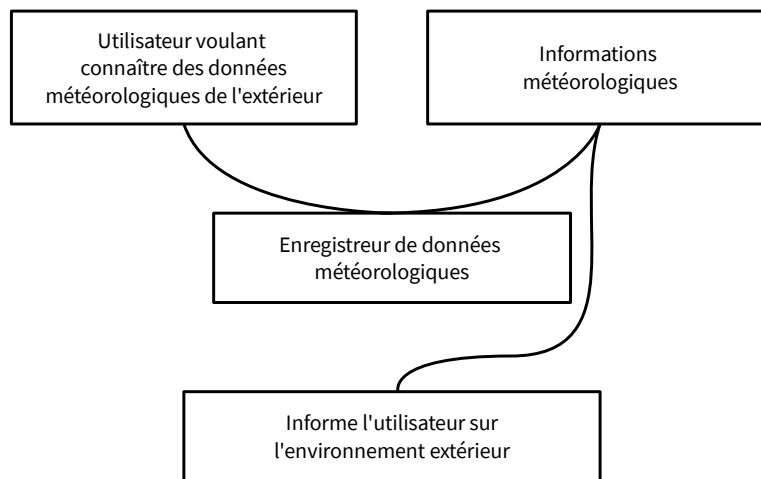 Utilisateur voulant
connaître des données
météorologiques de l'extérieur
Informations
météorologiques
Enregistreur de données
météorologiques
Informe l'utilisateur sur
l'environnement extérieur